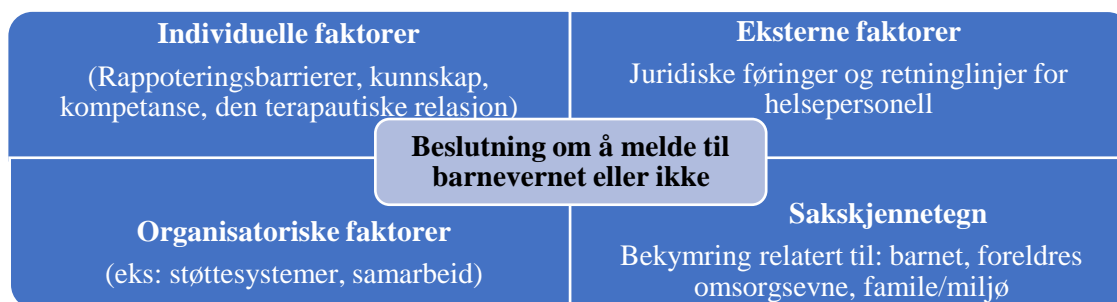 Individuelle faktorer
(Rappoteringsbarrierer, kunnskap,
kompetanse, den terapautiske relasjon)
Eksterne faktorer
Juridiske føringer og retninglinjer for
helsepersonell
Beslutning om å melde til
barnevernet eller ikke
Organisatoriske faktorer
(eks: støttesystemer, samarbeid)
Sakskjennetegn
Bekymring relatert til: barnet, foreldres
omsorgsevne, famile/miljø